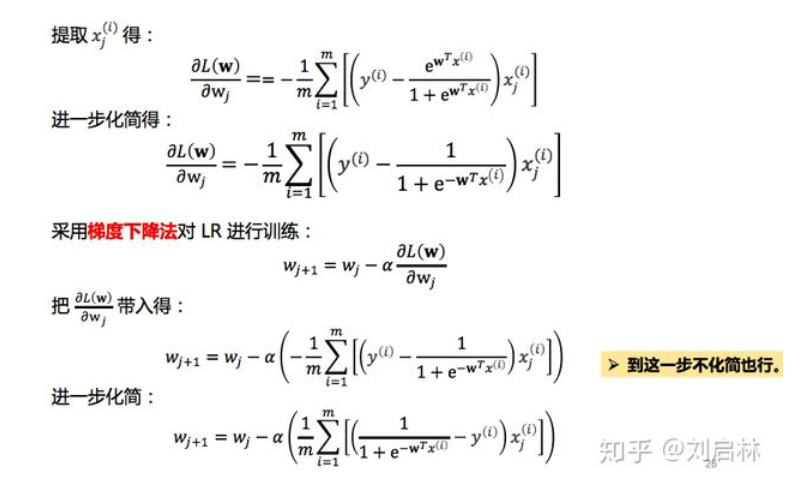 提取 $x_j^{(i)}$ 得：
$\frac{\partial L(\mathbf{w})}{\partial \mathrm{w}_j} == -\frac{1}{m}\sum_{i=1}^{m}\left[\left(y^{(i)} - \frac{\mathrm{e}^{\mathbf{w}^T x^{(i)}}}{1 + \mathrm{e}^{\mathbf{w}^T x^{(i)}}}\right)x_j^{(i)}\right]$
进一步化简得：
$\frac{\partial L(\mathbf{w})}{\partial \mathrm{w}_j} = -\frac{1}{m}\sum_{i=1}^{m}\left[\left(y^{(i)} - \frac{1}{1 + \mathrm{e}^{-\mathbf{w}^T x^{(i)}}}\right)x_j^{(i)}\right]$
采用梯度下降法对 LR 进行训练：
$w_{j+1} = w_j - \alpha\frac{\partial L(\mathbf{w})}{\partial \mathrm{w}_j}$
把 $\frac{\partial L(\mathbf{w})}{\partial \mathrm{w}_j}$ 带入得：
$w_{j+1} = w_j - \alpha\left(-\frac{1}{m}\sum_{i=1}^{m}\left[\left(y^{(i)} - \frac{1}{1 + \mathrm{e}^{-\mathbf{w}^T x^{(i)}}}\right)x_j^{(i)}\right]\right)$
➢ 到这一步不化简也行。
进一步化简：
$w_{j+1} = w_j - \alpha\left(\frac{1}{m}\sum_{i=1}^{m}\left[\left(\frac{1}{1 + \mathrm{e}^{-\mathbf{w}^T x^{(i)}}} - y^{(i)}\right)x_j^{(i)}\right]\right)$
知乎 @刘启林
26